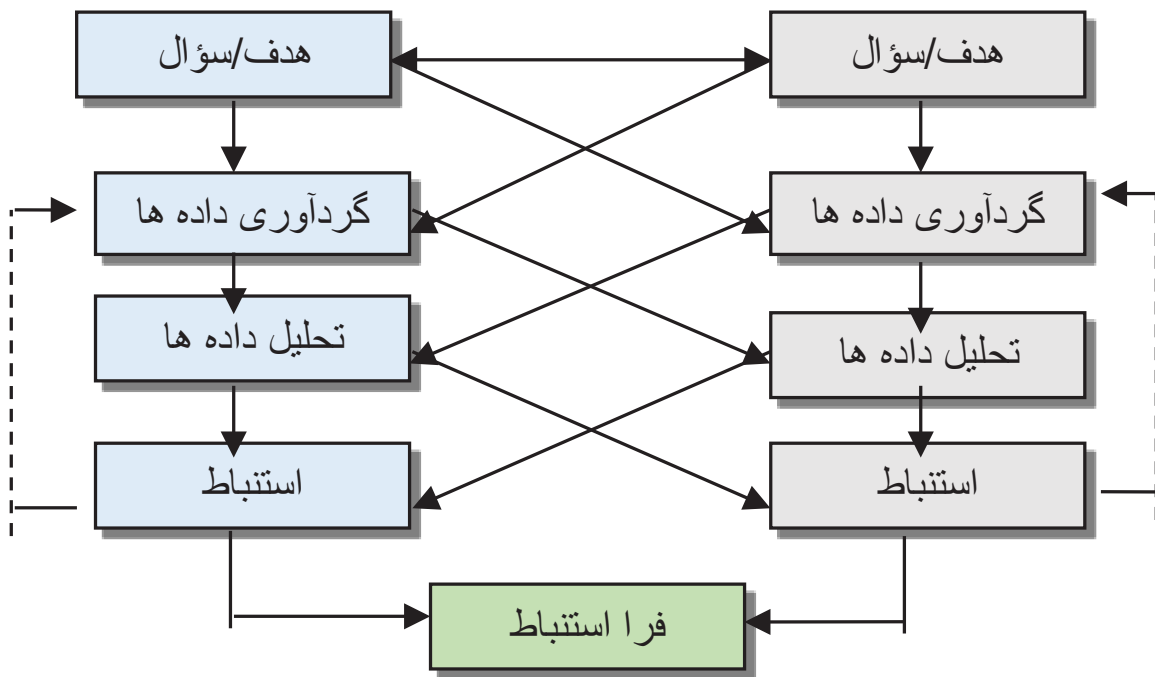 هدف/سؤال
هدف/سؤال
گردآوری داده ها
گردآوری داده ها
تحلیل داده ها
تحلیل داده ها
استنباط
استنباط
فرا استنباط